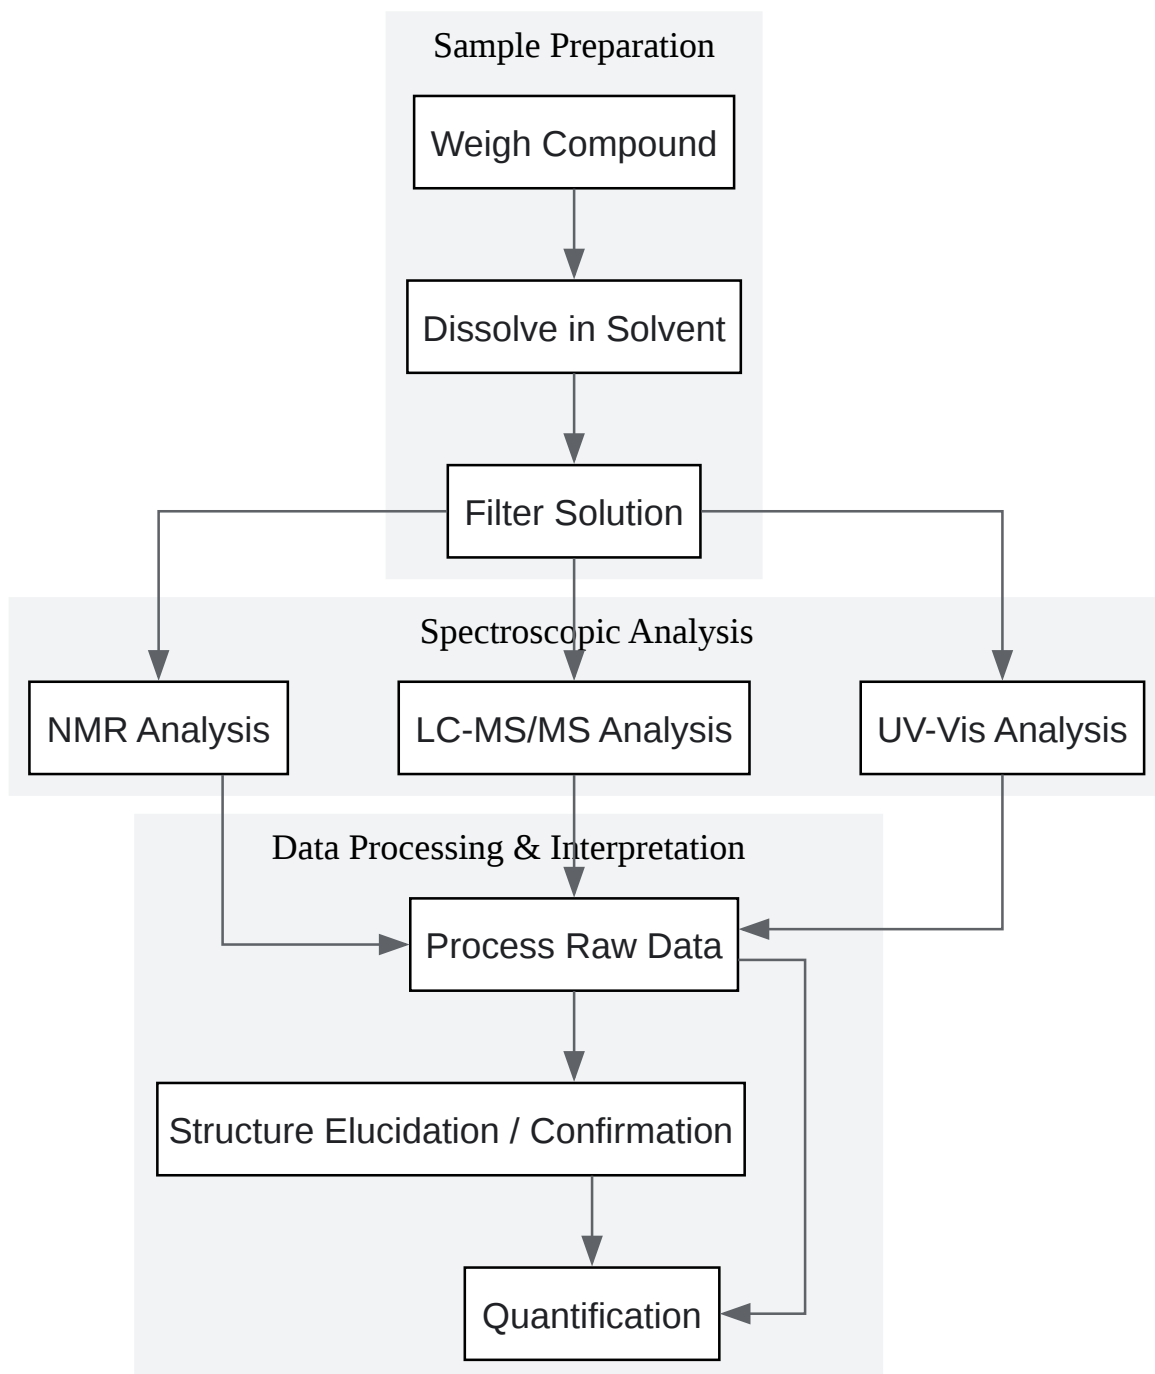 Sample Preparation
Weigh Compound
Dissolve in Solvent
Filter Solution
Spectroscopic Analysis
NMR Analysis
LC-MS/MS Analysis
UV-Vis Analysis
Data Processing & Interpretation
Process Raw Data
Structure Elucidation / Confirmation
Quantification